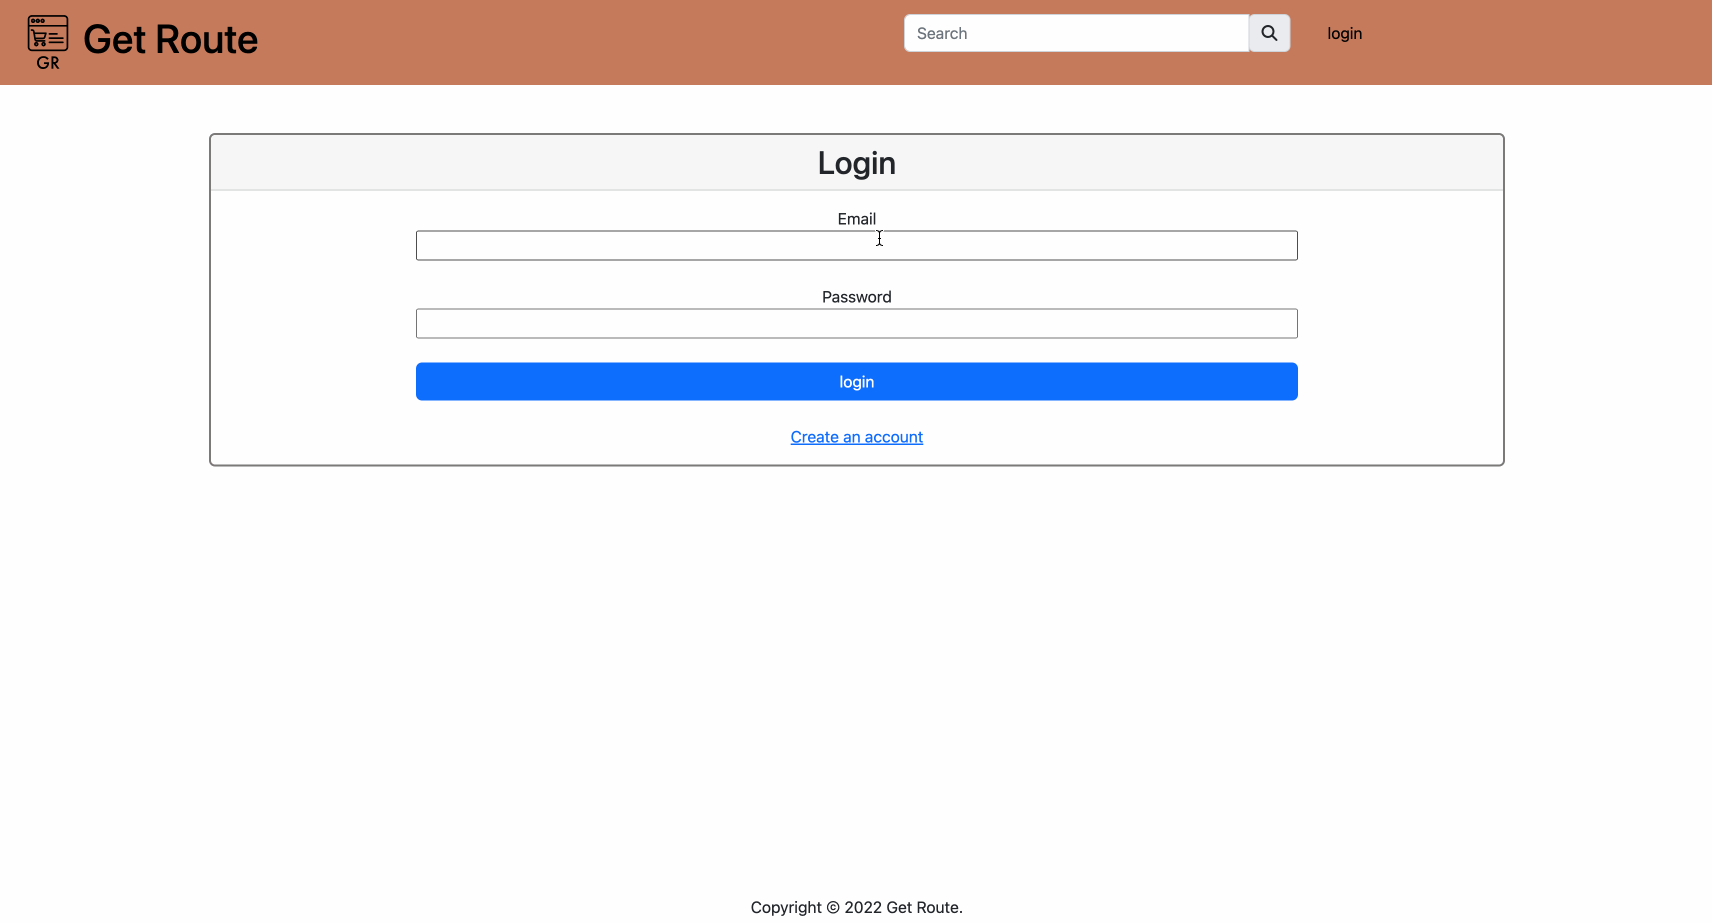 Get Route
GR
Search
login
Login
Email
Password
login
Create an account
Copyright © 2022 Get Route.